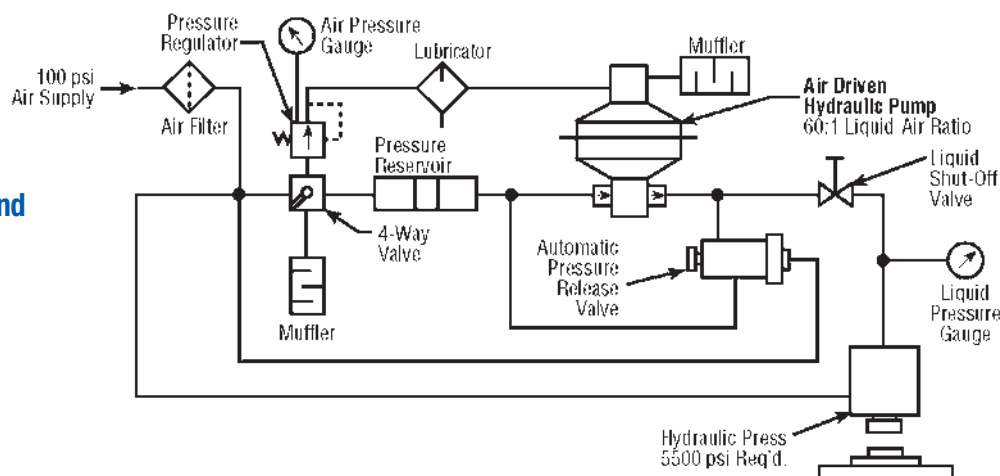 Pressure
Regulator
Air Pressure
Gauge
Lubricator
Muffler
100 psi
Air Supply
Air Filter
Air Driven
Hydraulic Pump
60:1 Liquid Air Ratio
Pressure
Reservoir
Liquid
Shut-Off
Valve
nd
4-Way
Valve
Automatic
Pressure
Release
Valve
Muffler
Liquid
Pressure
Gauge
Hydraulic Press
5500 psi Req'd.